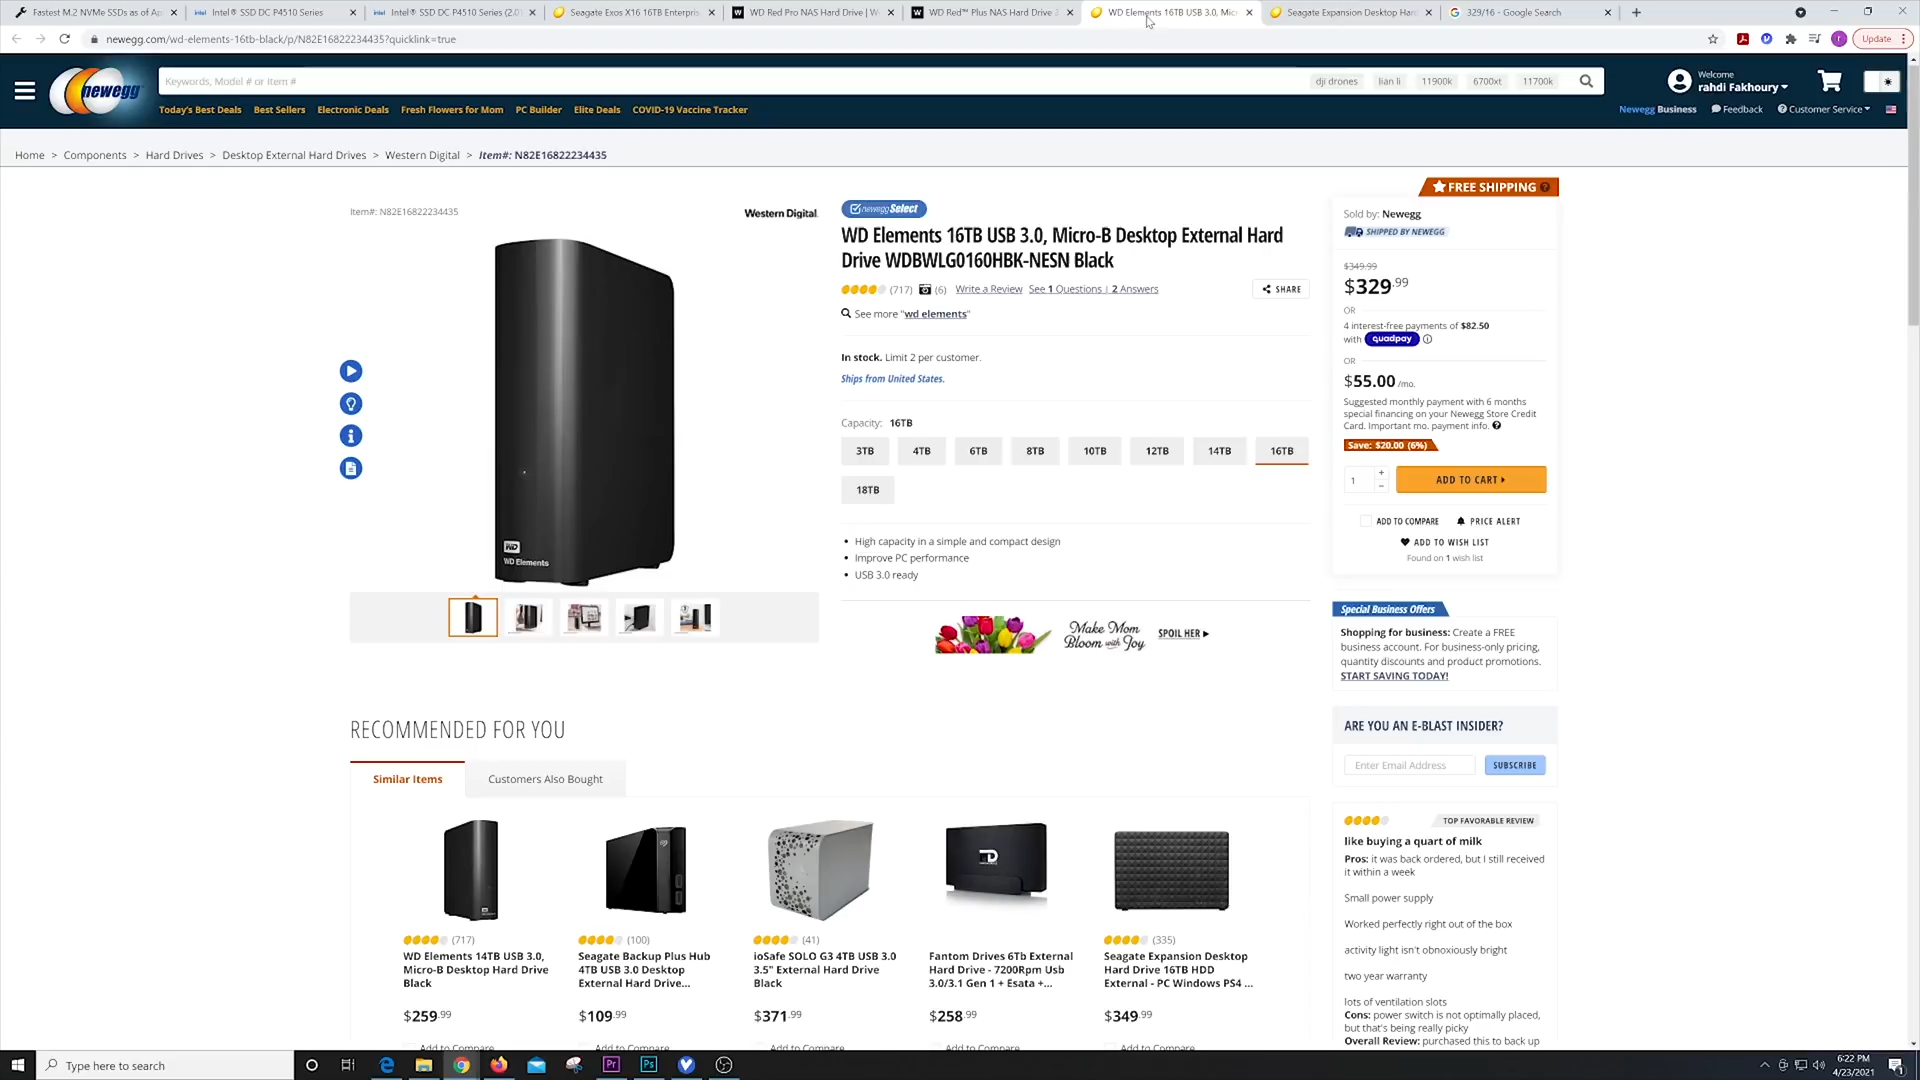 Fastest M.2 NVMe SSDs as of Ap
Intel® SSD DC P4510 Series
Intel® SSD DC P4510 Series (2.0
Seagate Exos X16 16TB Enterpris
WD Red Pro NAS Hard Drive | W
WD Red™ Plus NAS Hard Drive 3
WD Elements 16TB USB 3.0, Mic
Seagate Expansion Desktop Har
329/16 - Google Search
newegg.com/wd-elements-16tb-black/p/N82E16822234435?quicklink=true
Update
newegg
Keywords, Model # or Item #
dji drones
lian li
11900k
6700xt
11700k
Welcome
rahdi Fakhoury
Today's Best Deals
Best Sellers
Electronic Deals
Fresh Flowers for Mom
PC Builder
Elite Deals
COVID-19 Vaccine Tracker
Newegg Business
Feedback
Customer Service
Home > Components > Hard Drives > Desktop External Hard Drives > Western Digital > Item#: N82E16822234435
FREE SHIPPING
Item#: N82E16822234435
Western Digital.
newegg Select
WD Elements 16TB USB 3.0, Micro-B Desktop External Hard
Drive WDBWLG0160HBK-NESN Black
(717) (6) Write a Review See 1 Questions | 2 Answers
SHARE
See more "wd elements"
In stock. Limit 2 per customer.
Ships from United States.
Capacity: 16TB
3TB
4TB
6TB
8TB
10TB
12TB
14TB
16TB
18TB
• High capacity in a simple and compact design
• Improve PC performance
• USB 3.0 ready
WD
WD Elements
Make Mom
Bloom with Joy
SPOIL HER
Sold by: Newegg
SHIPPED BY NEWEGG
$349.99
$329.99
OR
4 interest-free payments of $82.50
with quadpay
OR
$55.00 /mo.
Suggested monthly payment with 6 months
special financing on your Newegg Store Credit
Card. Important mo. payment info.
Save: $20.00 (6%)
1
ADD TO CART
ADD TO COMPARE
PRICE ALERT
ADD TO WISH LIST
Found on 1 wish list
Special Business Offers
Shopping for business: Create a FREE
business account. For business-only pricing,
quantity discounts and product promotions.
START SAVING TODAY!
ARE YOU AN E-BLAST INSIDER?
Enter Email Address
SUBSCRIBE
TOP FAVORABLE REVIEW
like buying a quart of milk
Pros: it was back ordered, but I still received
it within a week
Small power supply
Worked perfectly right out of the box
activity light isn't obnoxiously bright
two year warranty
lots of ventilation slots
Cons: power switch is not optimally placed,
but that's being really picky
Overall Review: purchased this to back up
RECOMMENDED FOR YOU
Similar Items
Customers Also Bought
(717)
WD Elements 14TB USB 3.0,
Micro-B Desktop Hard Drive
Black
$259.99
Add to Compare
(100)
Seagate Backup Plus Hub
4TB USB 3.0 Desktop
External Hard Drive...
$109.99
Add to Compare
(41)
ioSafe SOLO G3 4TB USB 3.0
3.5" External Hard Drive
Black
$371.99
Add to Compare
Fantom Drives 6Tb External
Hard Drive - 7200Rpm Usb
3.0/3.1 Gen 1 + Esata +...
$258.99
Add to Compare
(335)
Seagate Expansion Desktop
Hard Drive 16TB HDD
External - PC Windows PS4 ...
$349.99
Add to Compare
Type here to search
Pr
Ps
6:22 PM
4/23/2021